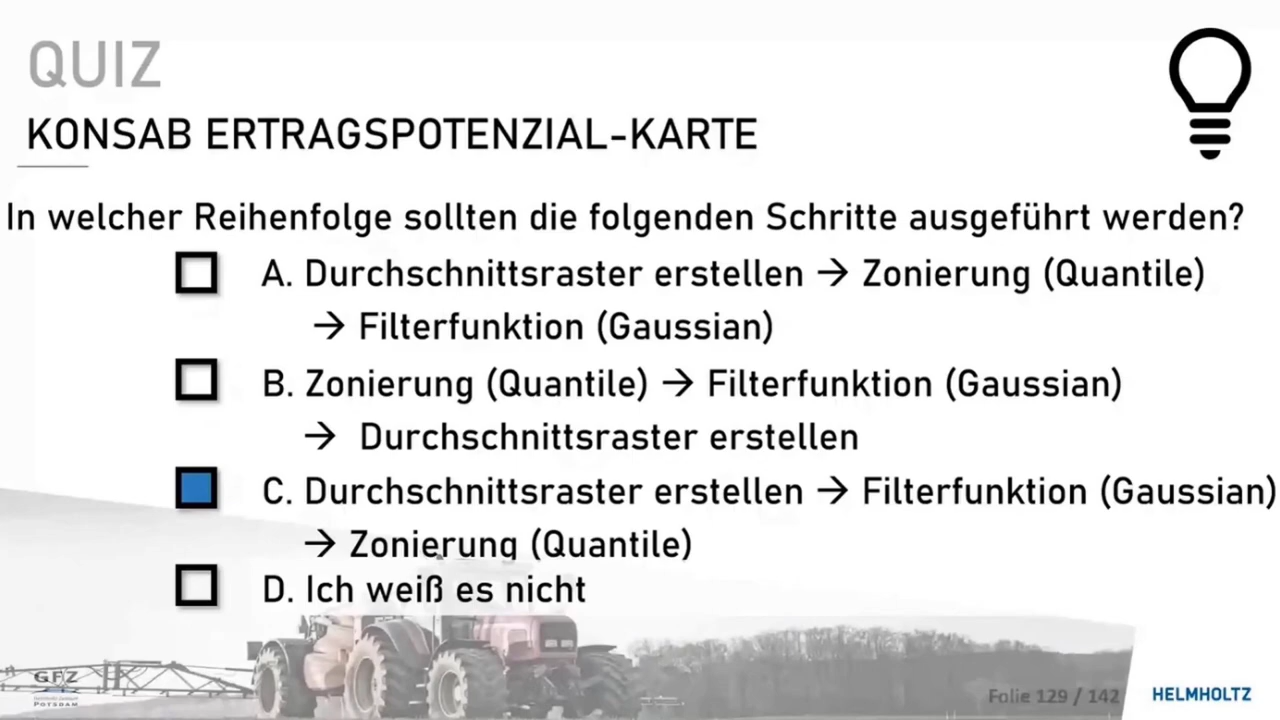 QUIZ
KONSAB ERTRAGSPOTENZIAL-KARTE
In welcher Reihenfolge sollten die folgenden Schritte ausgeführt werden?
A. Durchschnittsraster erstellen → Zonierung (Quantile)
→ Filterfunktion (Gaussian)
B. Zonierung (Quantile) → Filterfunktion (Gaussian)
→ Durchschnittsraster erstellen
C. Durchschnittsraster erstellen → Filterfunktion (Gaussian)
→ Zonierung (Quantile)
D. Ich weiß es nicht
GFZ
POTSDAM
Folie 129 / 142
HELMHOLTZ